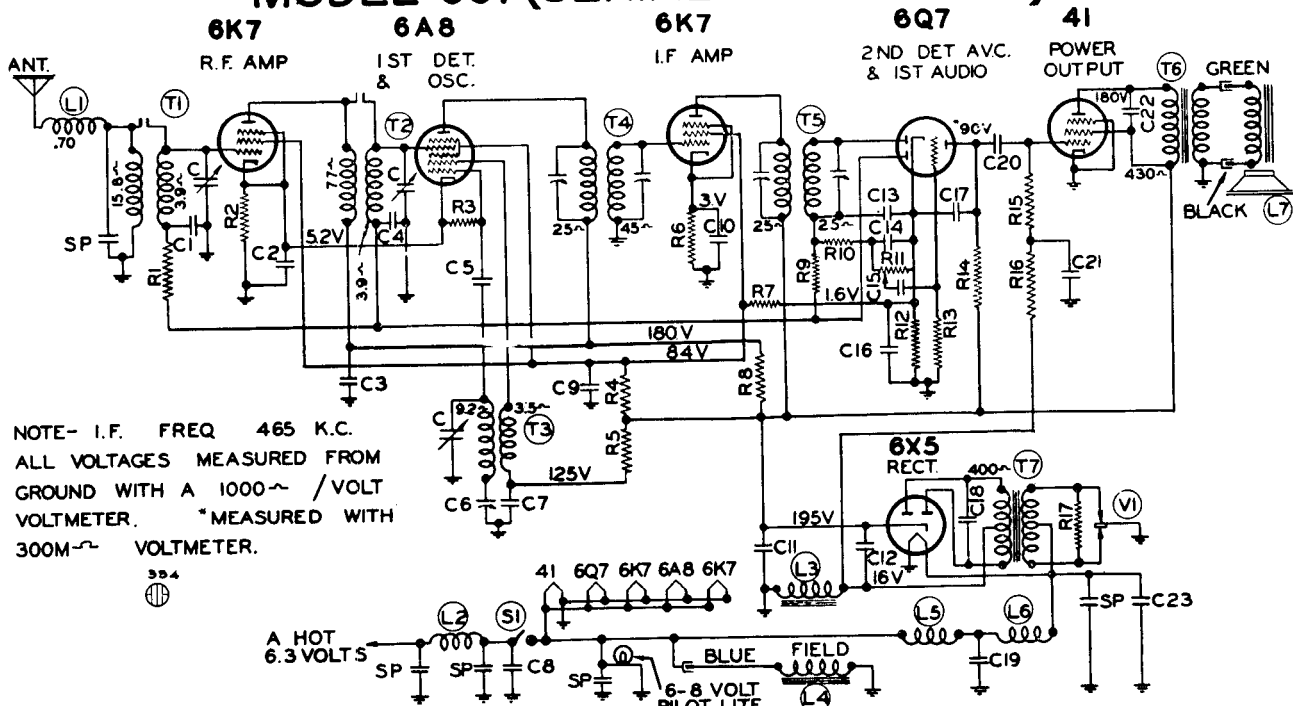 6K7
R.F. AMP
6A8
1ST DET.
& OSC.
6K7
I.F. AMP
6Q7
2ND DET A.V.C.
& 1ST AUDIO
41
POWER
OUTPUT
ANT.
L1
.70
T1
15.8~
3.9~
C
C1
SP
R1
R2
C2
5.2V
77~
T2
C
C4
3.9~
R3
C5
C3
T4
25~
45~
3V
R6
C10
T5
25~
25~
C13
C14
R10
R11
C15
R9
R7
1.6V
R12
R13
C16
C17
*90V
C20
R14
R15
R16
C21
180V
C22
430~
T6
GREEN
BLACK
L7
180V
84V
C9
R4
R5
R8
C
9.2~
3.5~
T3
125V
C6
C7
NOTE- I.F. FREQ 465 K.C.
ALL VOLTAGES MEASURED FROM
GROUND WITH A 1000~ /VOLT
VOLTMETER. *MEASURED WITH
300M~ VOLTMETER.
354
6X5
RECT.
400~
T7
C18
R17
V1
195V
C11
C12
16V
L3
41 6Q7 6K7 6A8 6K7
A HOT
6.3 VOLTS
L2
S1
SP
SP
C8
SP
BLUE
FIELD
L4
L5
L6
C19
SP
C23
6-8 VOLT
PILOT LITE